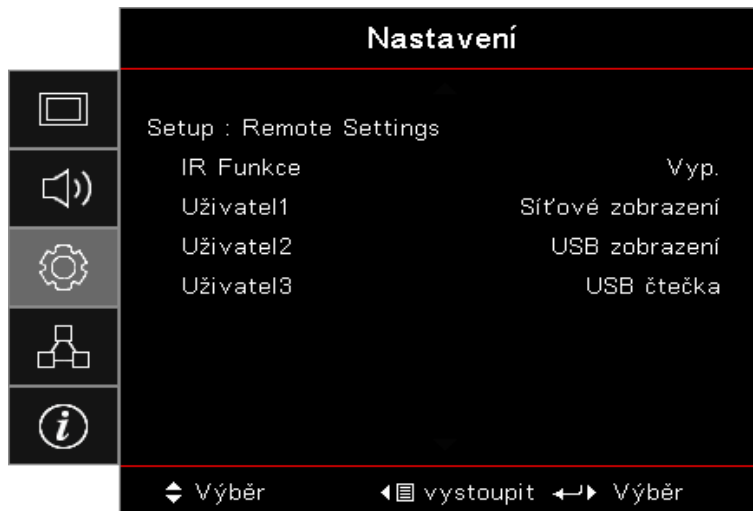 Nastavení
Setup : Remote Settings
IR Funkce Vyp.
Uživatel1 Síťové zobrazení
Uživatel2 USB zobrazení
Uživatel3 USB čtečka
Výběr vystoupit Výběr